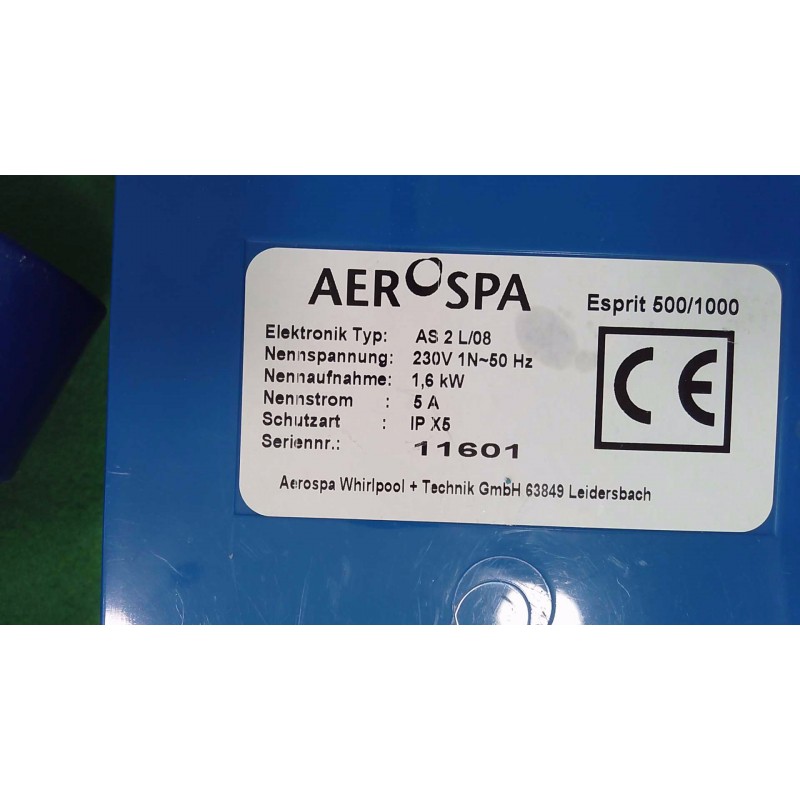 AEROSPA
Esprit 500/1000
Elektronik Typ: AS 2 L/08
Nennspannung: 230V 1N~50 Hz
Nennaufnahme: 1,6 kW
Nennstrom : 5 A
Schutzart : IP X5
Seriennr.: 11601
CE
Aerospa Whirlpool + Technik GmbH 63849 Leidersbach